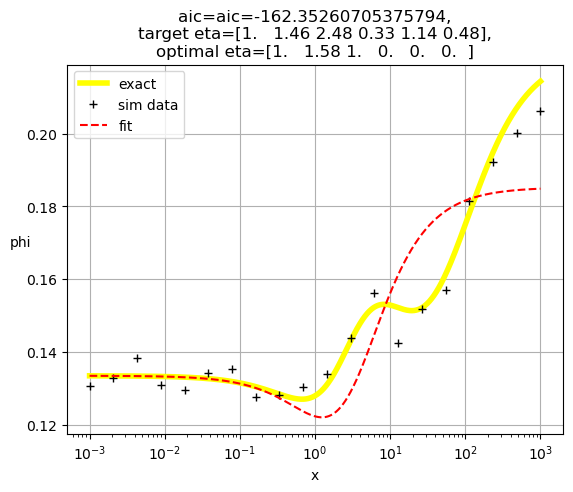 aic=aic=-162.35260705375794,
target eta=[1.   1.46 2.48 0.33 1.14 0.48],
optimal eta=[1.   1.58 1.   0.   0.   0.  ]
exact
sim data
fit
0.20
0.18
0.16
0.14
0.12
phi
10⁻³ 10⁻² 10⁻¹ 10⁰ 10¹ 10² 10³
x